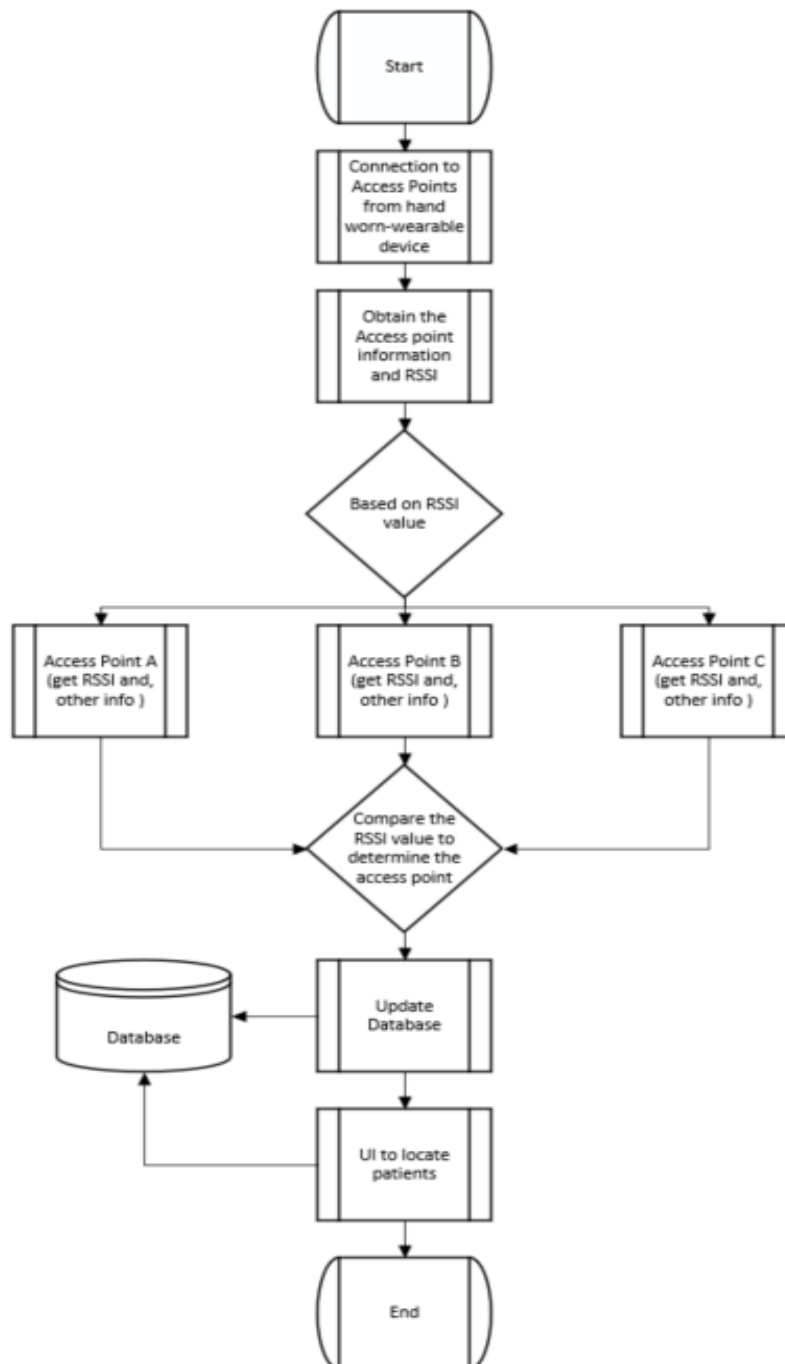 Start
Connection to
Access Points
from hand
worn-wearable
device
Obtain the
Access point
information
and RSSI
Based on RSSI
value
Access Point A
(get RSSI and,
other info )
Access Point B
(get RSSI and,
other info )
Access Point C
(get RSSI and,
other info )
Compare the
RSSI value to
determine the
access point
Update
Database
Database
UI to locate
patients
End